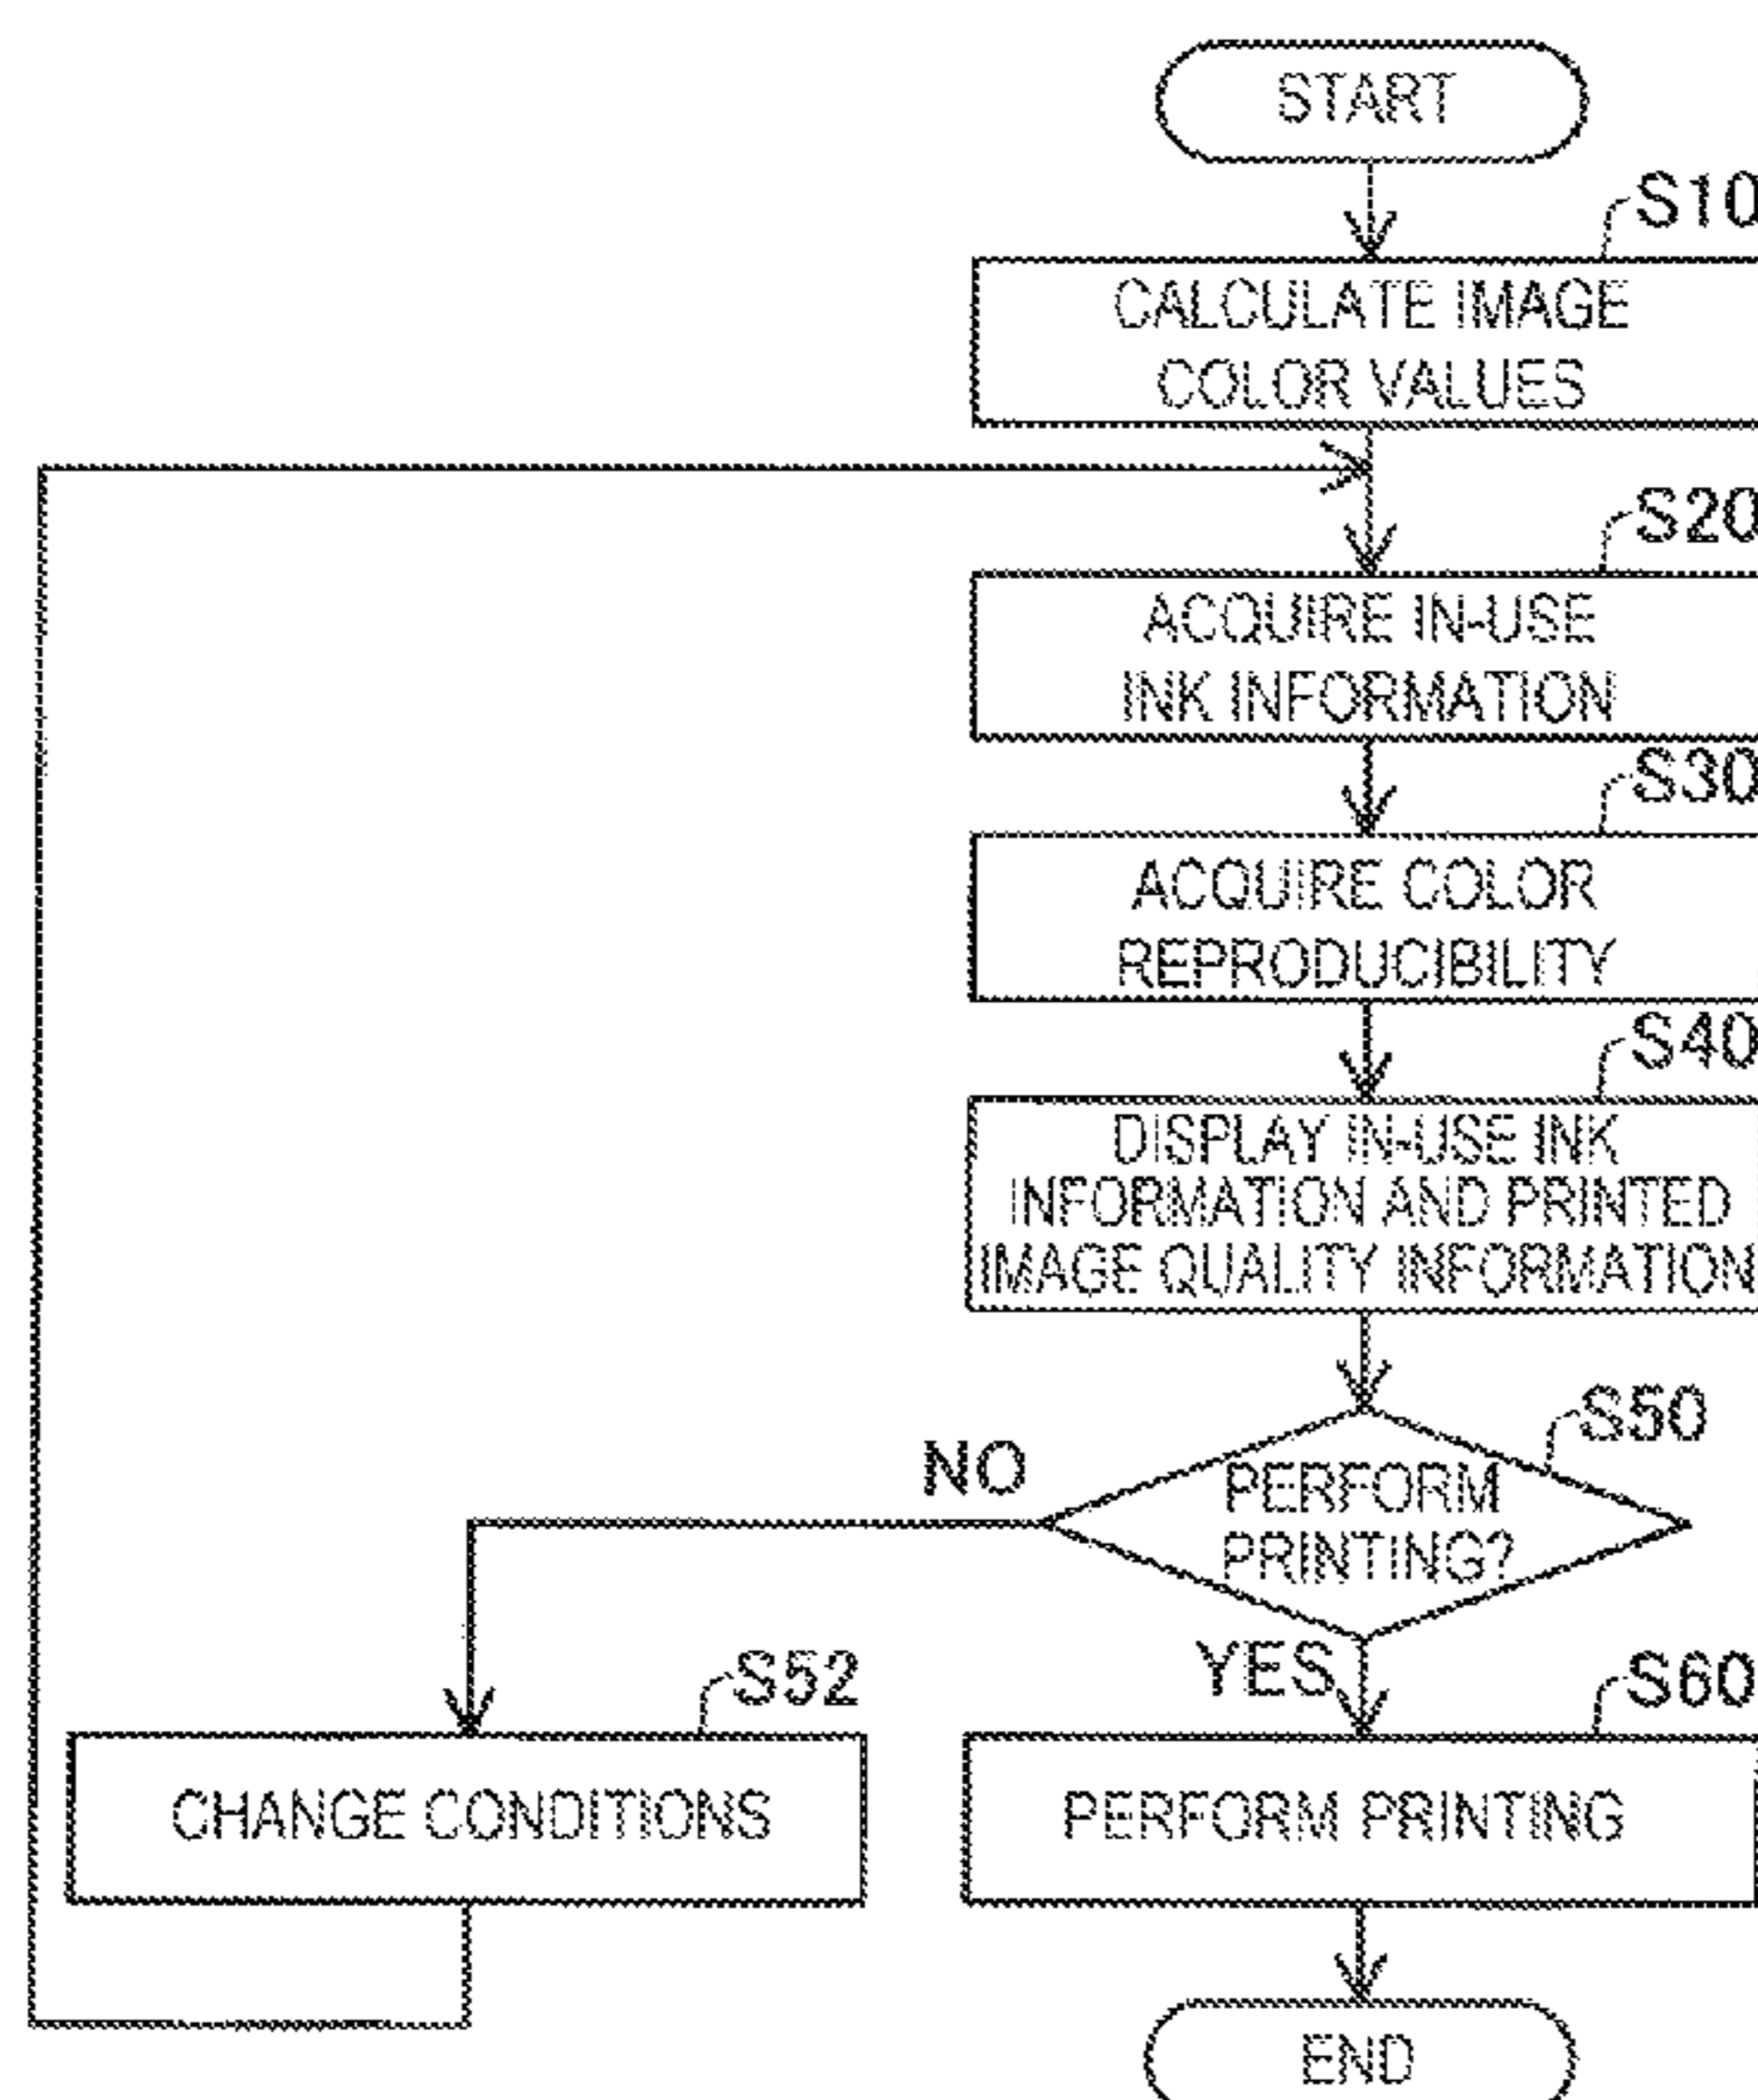 START
S10
CALCULATE IMAGE
COLOR VALUES
S20
ACQUIRE IN-USE
INK INFORMATION
S30
ACQUIRE COLOR
REPRODUCIBILITY
S40
DISPLAY IN-USE INK
INFORMATION AND PRINTED
IMAGE QUALITY INFORMATION
S50
NO
PERFORM
PRINTING?
YES
S52
S60
CHANGE CONDITIONS
PERFORM PRINTING
END